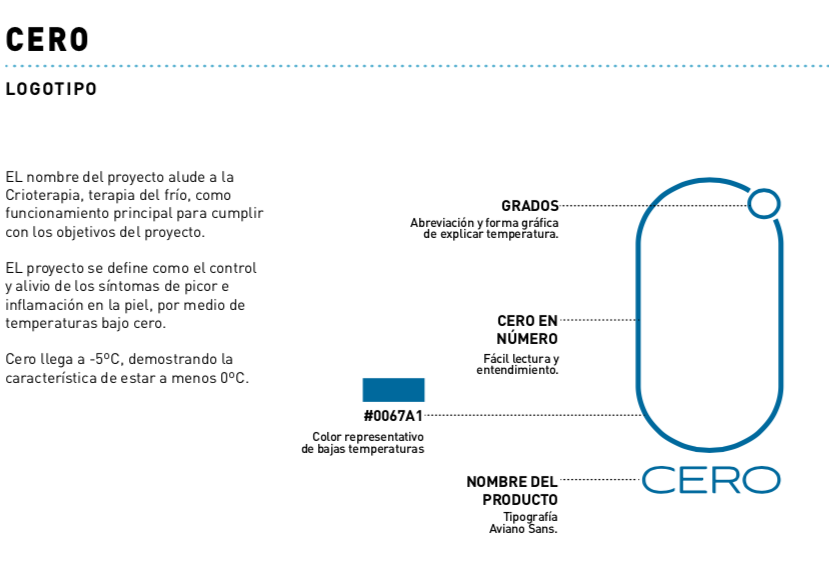 CERO
LOGOTIPO
EL nombre del proyecto alude a la
Crioterapia, terapia del frío, como
funcionamiento principal para cumplir
con los objetivos del proyecto.
EL proyecto se define como el control
y alivio de los síntomas de picor e
inflamación en la piel, por medio de
temperaturas bajo cero.
Cero llega a -5ºC, demostrando la
característica de estar a menos 0ºC.
GRADOS
Abreviación y forma gráfica
de explicar temperatura.
CERO EN
NÚMERO
Fácil lectura y
entendimiento.
#0067A1
Color representativo
de bajas temperaturas
NOMBRE DEL
PRODUCTO
Tipografía
Aviano Sans.
CERO